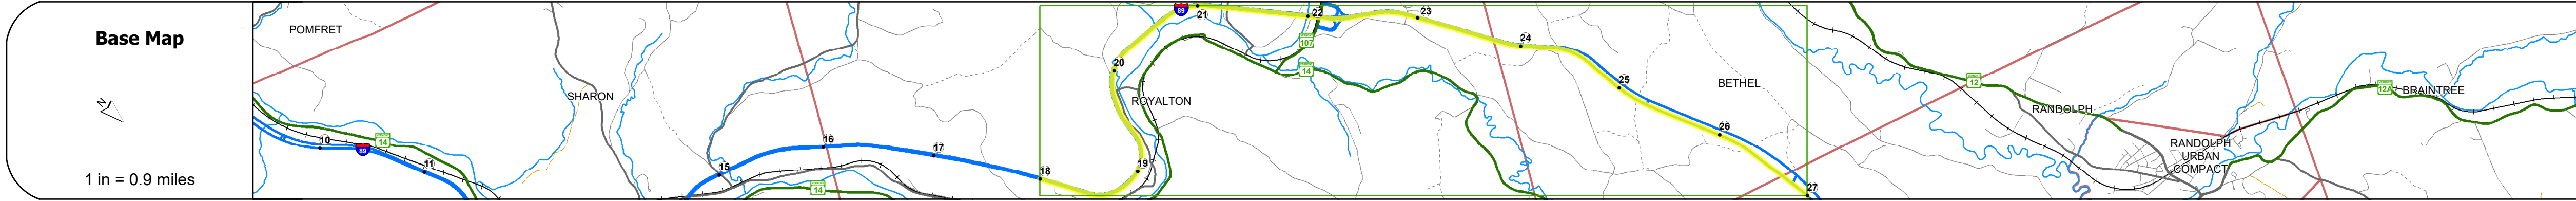 Base Map
N
1 in = 0.9 miles
POMFRET
SHARON
ROYALTON
BETHEL
RANDOLPH
RANDOLPH
URBAN
COMPACT
BRAINTREE
10
89
14
11
15
16
17
14
18
19
20
89
21
22
107
14
23
24
25
26
27
12
12A